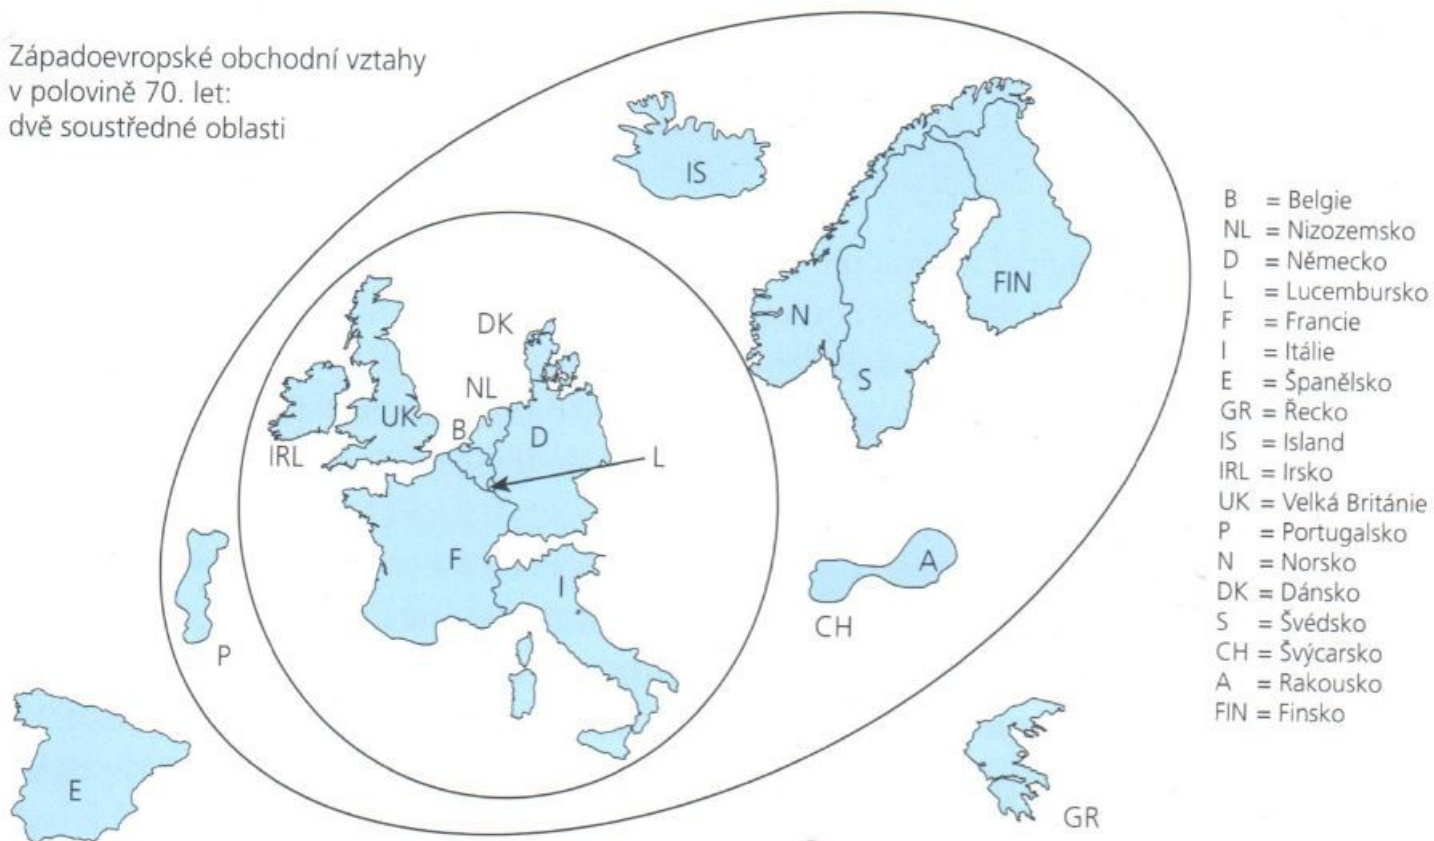 Západoevropské obchodní vztahy
v polovině 70. let:
dvě soustředné oblasti
IS
FIN
N
S
DK
NL
UK
B
D
IRL
L
F
I
A
CH
P
E
GR
B = Belgie
NL = Nizozemsko
D = Německo
L = Lucembursko
F = Francie
I = Itálie
E = Španělsko
GR = Řecko
IS = Island
IRL = Irsko
UK = Velká Británie
P = Portugalsko
N = Norsko
DK = Dánsko
S = Švédsko
CH = Švýcarsko
A = Rakousko
FIN = Finsko